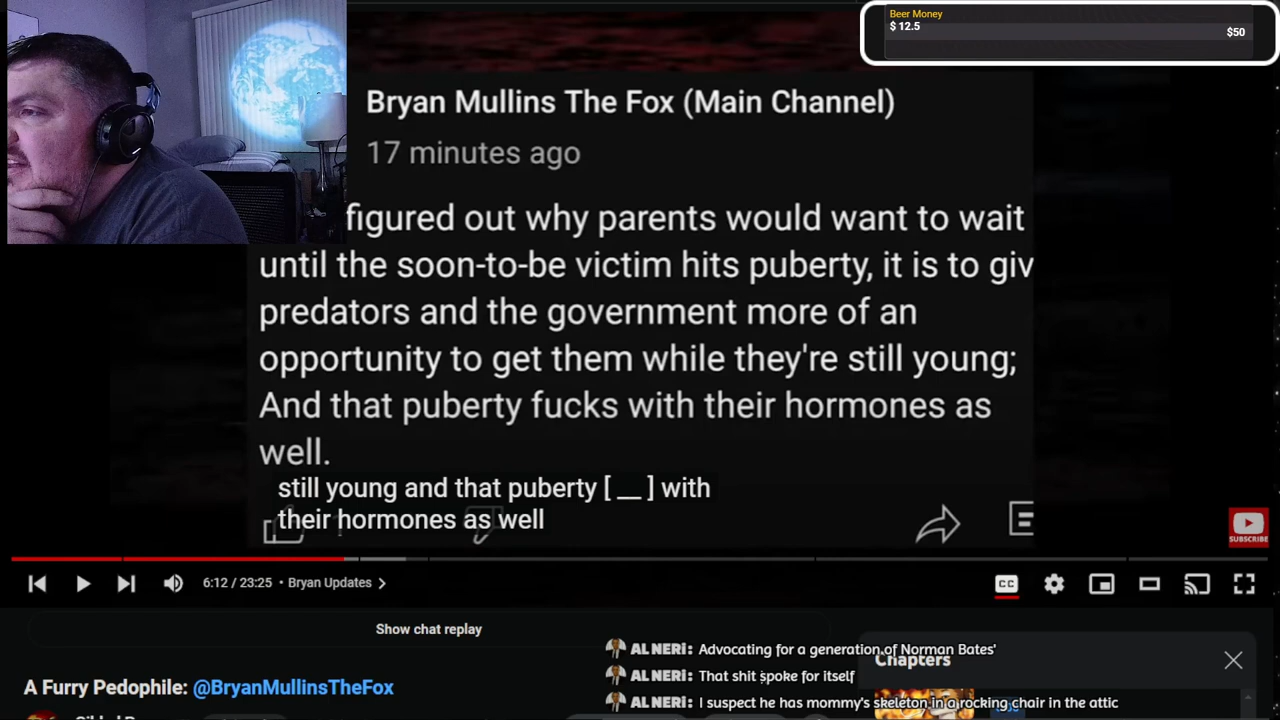 Beer Money
$ 12.5
$50
Bryan Mullins The Fox (Main Channel)
17 minutes ago
figured out why parents would want to wait
until the soon-to-be victim hits puberty, it is to giv
predators and the government more of an
opportunity to get them while they're still young;
And that puberty fucks with their hormones as
well.
still young and that puberty [ __ ] with
their hormones as well
SUBSCRIBE
6:12 / 23:25 • Bryan Updates
CC
Show chat replay
AL NERI: Advocating for a generation of Norman Bates'
Chapters
AL NERI: That shit spoke for itself
A Furry Pedophile: @BryanMullinsTheFox
AL NERI: I suspect he has mommy's skeleton in a rocking chair in the attic